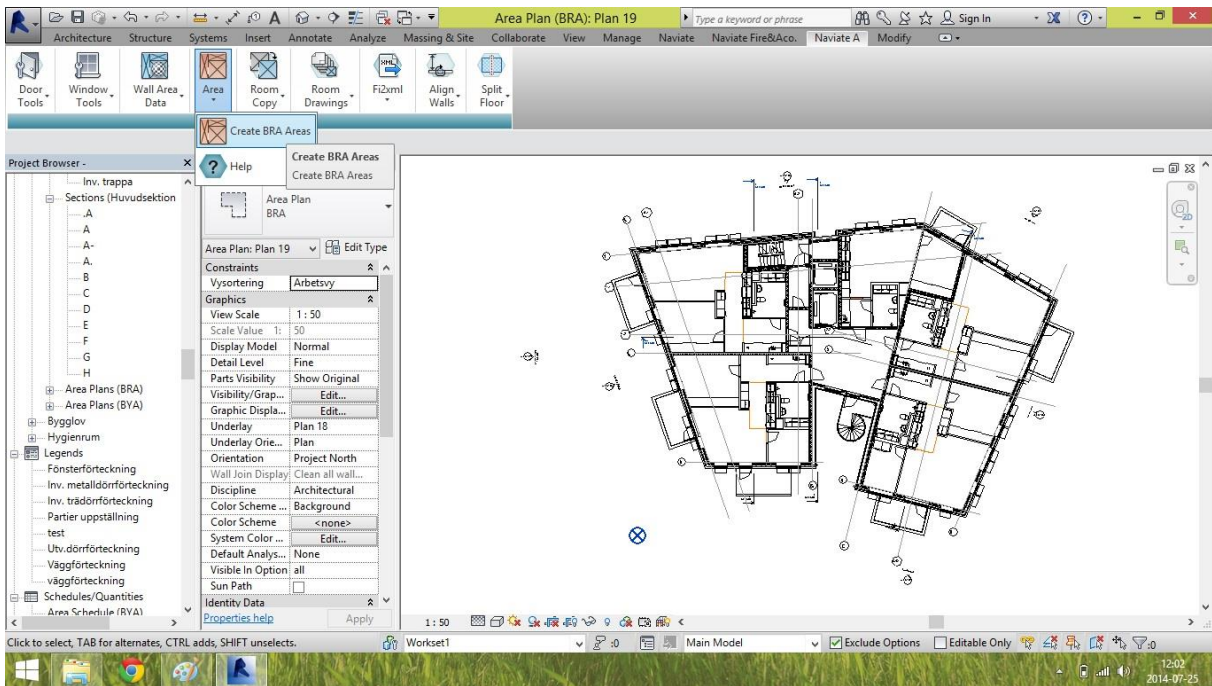 Area Plan (BRA): Plan 19
Type a keyword or phrase
Sign In
Architecture Structure Systems Insert Annotate Analyze Massing & Site Collaborate View Manage Naviate Naviate Fire&Aco. Naviate A Modify
Door Tools
Window Tools
Wall Area Data
Area
Room Copy
Room Drawings
XML
Fi2xml
Align Walls
Split Floor
Create BRA Areas
Help
Create BRA Areas
Create BRA Areas
Project Browser -
Inv. trappa
Sections (Huvudsektion
.A
A
A-
A.
B
C
D
E
F
G
H
Area Plans (BRA)
Area Plans (BYA)
Bygglov
Hygienrum
Legends
Fönsterförteckning
Inv. metalldörrförteckning
Inv. trädörrförteckning
Partier uppställning
test
Utv.dörrförteckning
Väggförteckning
väggförteckning
Schedules/Quantities
Area Schedule (BYA)
Area Plan
BRA
Area Plan: Plan 19 Edit Type
Constraints
Vysortering Arbetsvy
Graphics
View Scale 1 : 50
Scale Value 1: 50
Display Model Normal
Detail Level Fine
Parts Visibility Show Original
Visibility/Grap... Edit...
Graphic Displa... Edit...
Underlay Plan 18
Underlay Orie... Plan
Orientation Project North
Wall Join Display Clean all wall...
Discipline Architectural
Color Scheme ... Background
Color Scheme <none>
System Color ... Edit...
Default Analys... None
Visible In Option all
Sun Path
Identity Data
Properties help Apply
2D
1 : 50
Click to select, TAB for alternates, CTRL adds, SHIFT unselects.
Workset1
:0
Main Model
Exclude Options
Editable Only
:0
12:02
2014-07-25